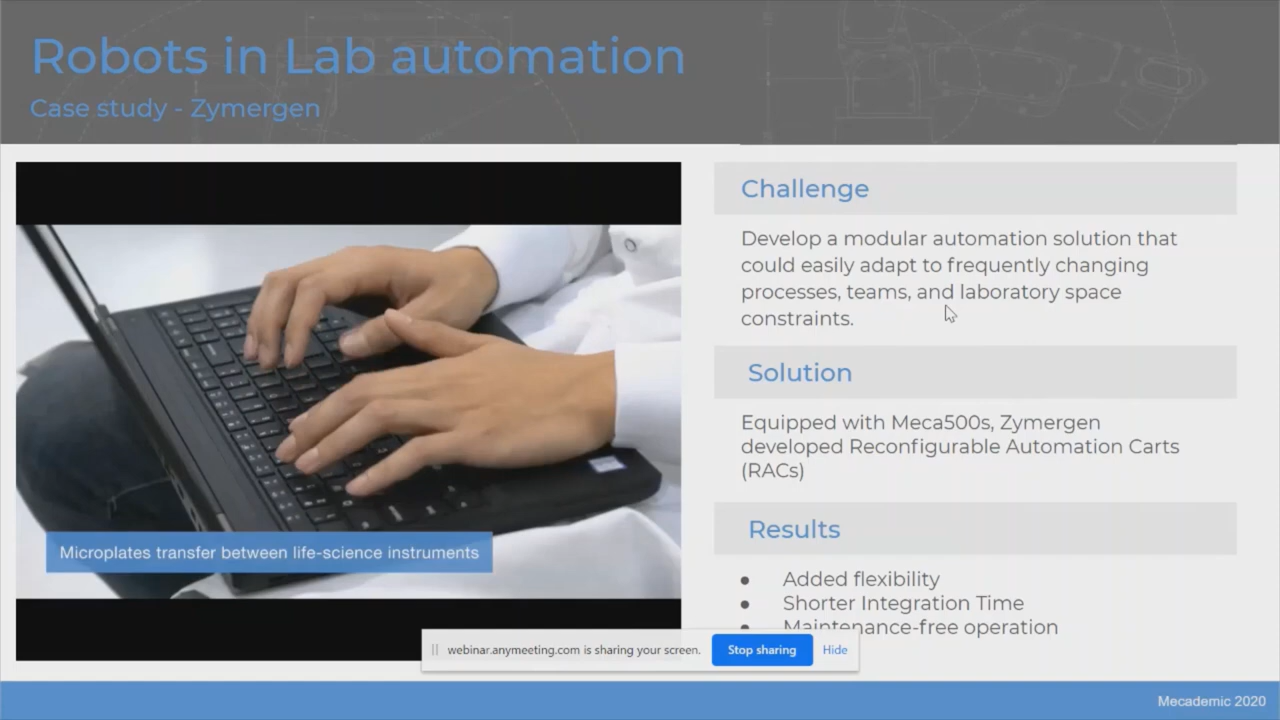 Robots in Lab automation
Case study - Zymergen
Microplates transfer between life-science instruments
Challenge
Develop a modular automation solution that
could easily adapt to frequently changing
processes, teams, and laboratory space
constraints.
Solution
Equipped with Meca500s, Zymergen
developed Reconfigurable Automation Carts
(RACs)
Results
• Added flexibility
• Shorter Integration Time
• Maintenance-free operation
webinar.anymeeting.com is sharing your screen.
Stop sharing
Hide
Mecademic 2020